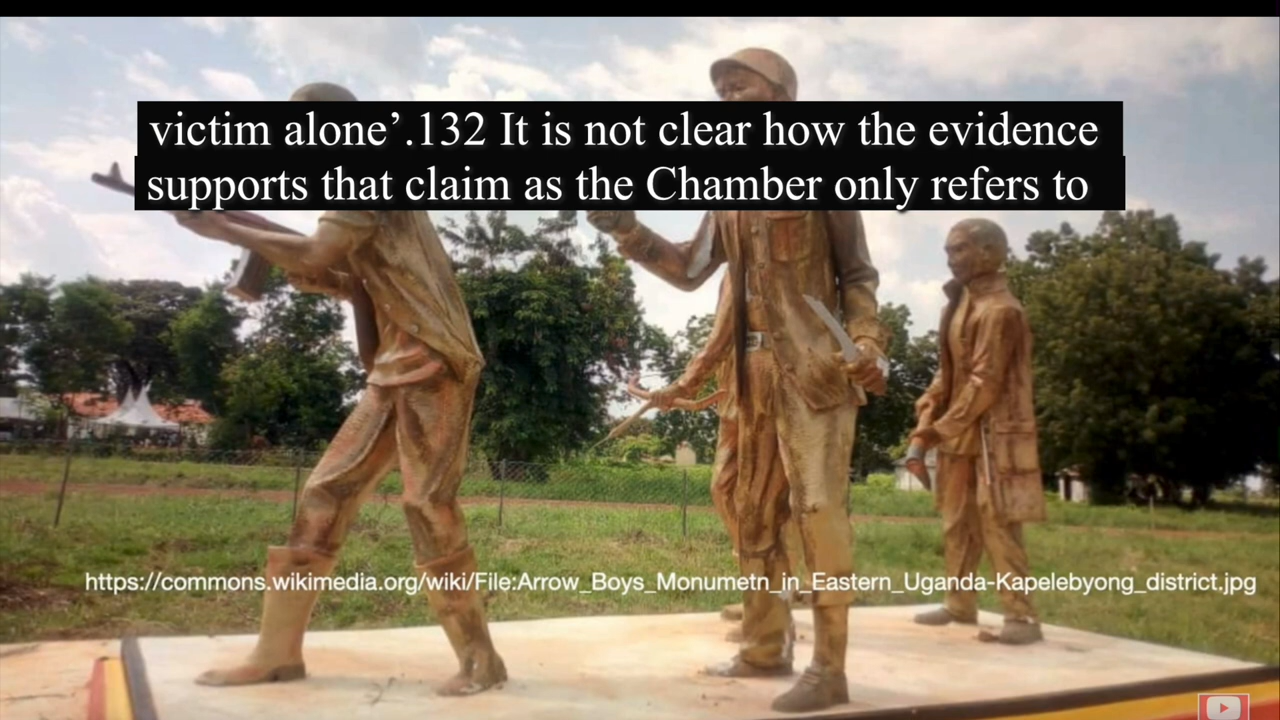 victim alone’.132 It is not clear how the evidence
supports that claim as the Chamber only refers to
https://commons.wikimedia.org/wiki/File:Arrow_Boys_Monumetn_in_Eastern_Uganda-Kapelebyong_district.jpg